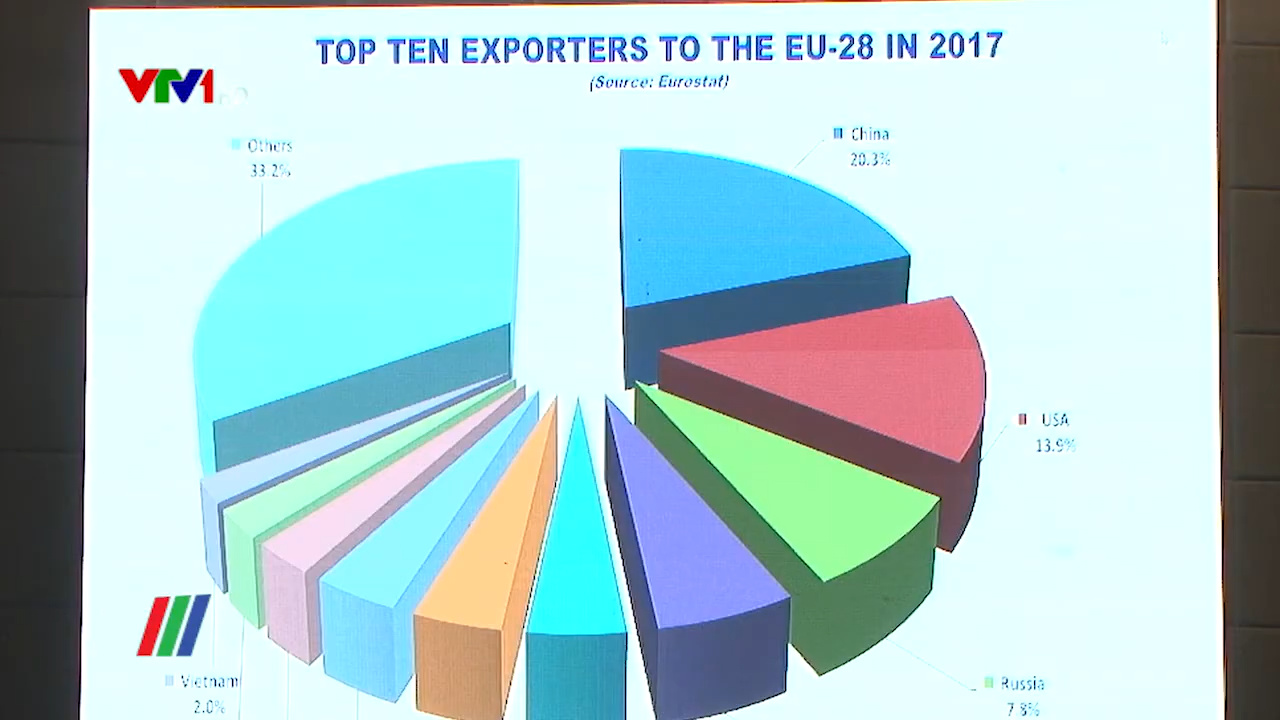 TOP TEN EXPORTERS TO THE EU-28 IN 2017
(Source: Eurostat)
VTV1
Others
33.2%
China
20.3%
USA
13.9%
Russia
7.8%
Vietnam
2.0%